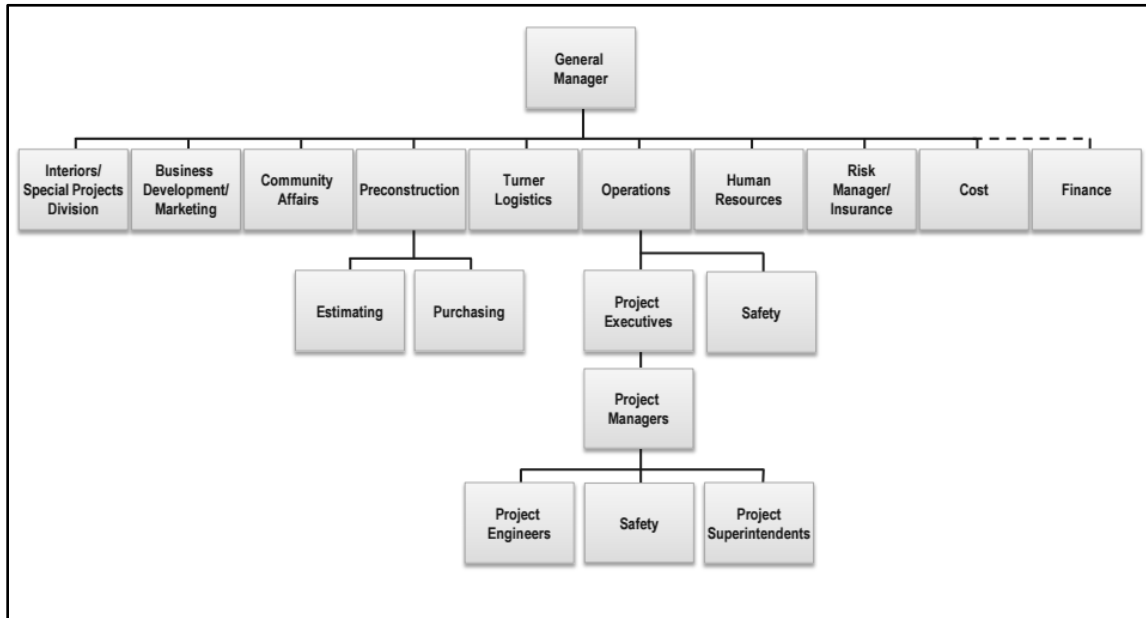 General
Manager
Interiors/
Special Projects
Division
Business
Development/
Marketing
Community
Affairs
Preconstruction
Turner
Logistics
Operations
Human
Resources
Risk
Manager/
Insurance
Cost
Finance
Estimating
Purchasing
Project
Executives
Safety
Project
Managers
Project
Engineers
Safety
Project
Superintendents